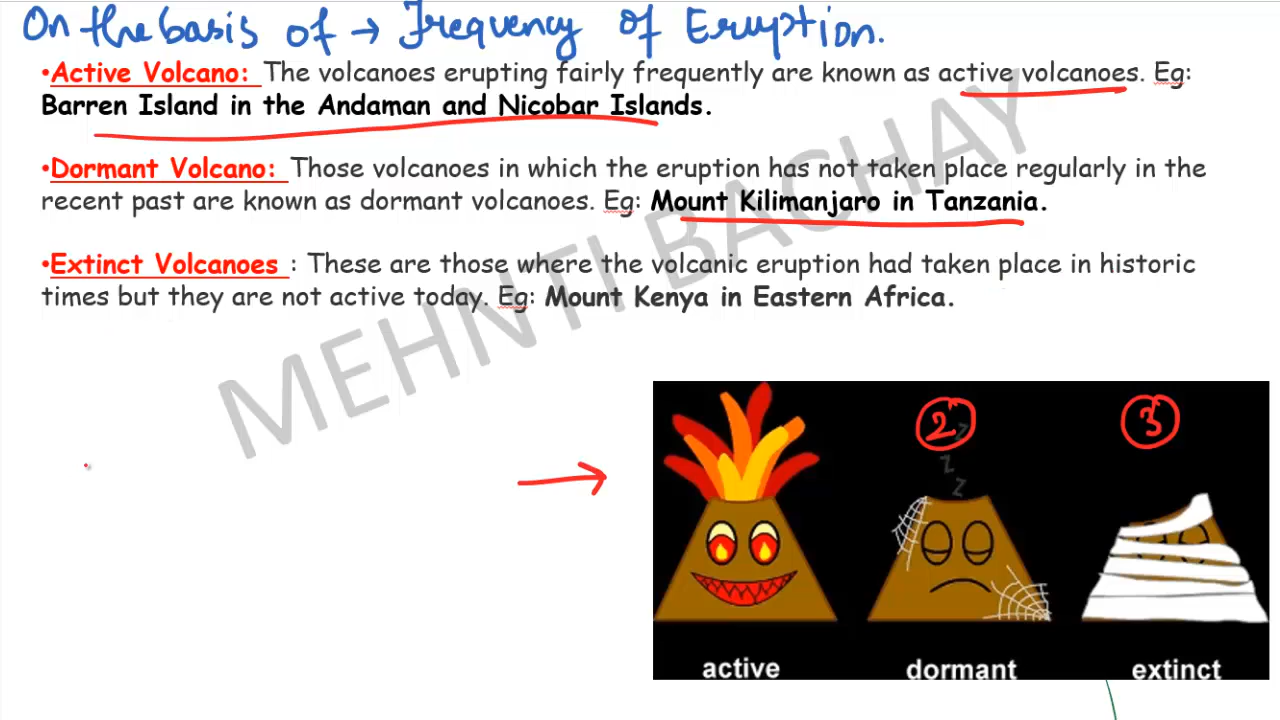 On the basis of → Frequency of Eruption.
•Active Volcano: The volcanoes erupting fairly frequently are known as active volcanoes. Eg:
Barren Island in the Andaman and Nicobar Islands.
•Dormant Volcano: Those volcanoes in which the eruption has not taken place regularly in the
recent past are known as dormant volcanoes. Eg: Mount Kilimanjaro in Tanzania.
•Extinct Volcanoes : These are those where the volcanic eruption had taken place in historic
times but they are not active today. Eg: Mount Kenya in Eastern Africa.
MEHNTI BACHAY
2 3
z
z
z
active dormant extinct